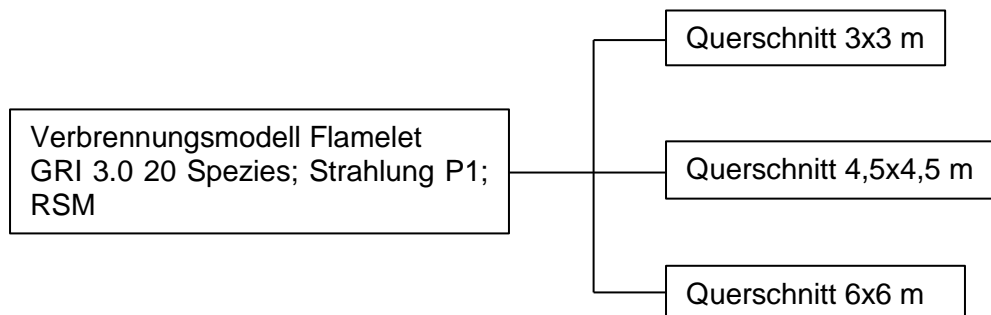 Querschnitt 3x3 m
Verbrennungsmodell Flamelet
GRI 3.0 20 Spezies; Strahlung P1;
RSM
Querschnitt 4,5x4,5 m
Querschnitt 6x6 m